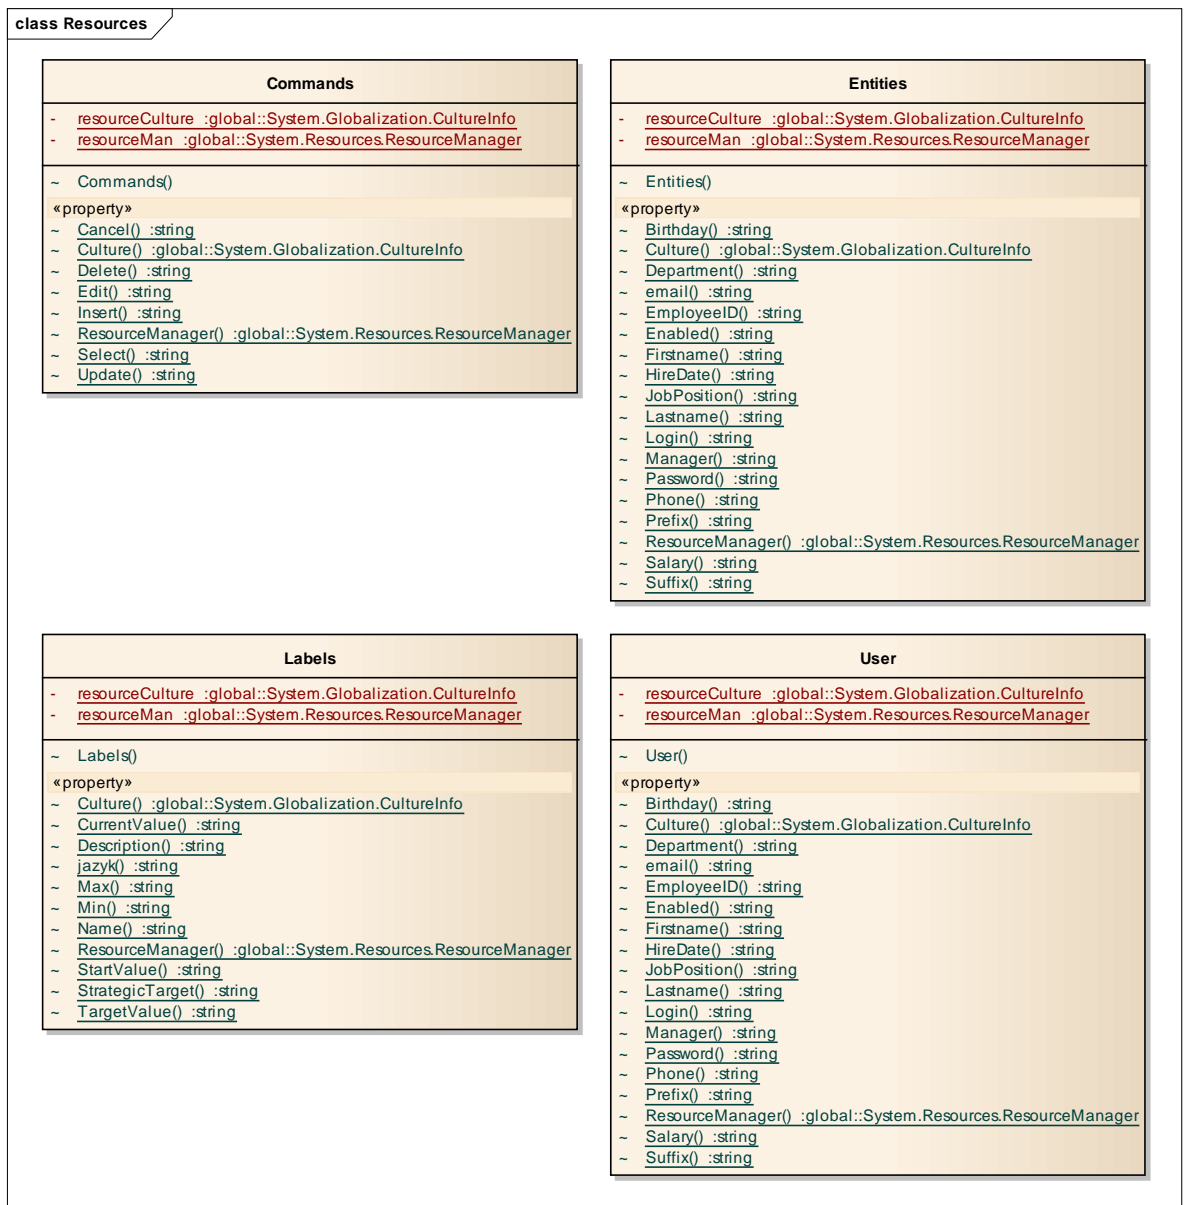 class Resources
Commands
- resourceCulture :global::System.Globalization.CultureInfo
- resourceMan :global::System.Resources.ResourceManager
~ Commands()
«property»
~ Cancel() :string
~ Culture() :global::System.Globalization.CultureInfo
~ Delete() :string
~ Edit() :string
~ Insert() :string
~ ResourceManager() :global::System.Resources.ResourceManager
~ Select() :string
~ Update() :string
Entities
- resourceCulture :global::System.Globalization.CultureInfo
- resourceMan :global::System.Resources.ResourceManager
~ Entities()
«property»
~ Birthday() :string
~ Culture() :global::System.Globalization.CultureInfo
~ Department() :string
~ email() :string
~ EmployeeID() :string
~ Enabled() :string
~ Firstname() :string
~ HireDate() :string
~ JobPosition() :string
~ Lastname() :string
~ Login() :string
~ Manager() :string
~ Password() :string
~ Phone() :string
~ Prefix() :string
~ ResourceManager() :global::System.Resources.ResourceManager
~ Salary() :string
~ Suffix() :string
Labels
- resourceCulture :global::System.Globalization.CultureInfo
- resourceMan :global::System.Resources.ResourceManager
~ Labels()
«property»
~ Culture() :global::System.Globalization.CultureInfo
~ CurrentValue() :string
~ Description() :string
~ jazyk() :string
~ Max() :string
~ Min() :string
~ Name() :string
~ ResourceManager() :global::System.Resources.ResourceManager
~ StartValue() :string
~ StrategicTarget() :string
~ TargetValue() :string
User
- resourceCulture :global::System.Globalization.CultureInfo
- resourceMan :global::System.Resources.ResourceManager
~ User()
«property»
~ Birthday() :string
~ Culture() :global::System.Globalization.CultureInfo
~ Department() :string
~ email() :string
~ EmployeeID() :string
~ Enabled() :string
~ Firstname() :string
~ HireDate() :string
~ JobPosition() :string
~ Lastname() :string
~ Login() :string
~ Manager() :string
~ Password() :string
~ Phone() :string
~ Prefix() :string
~ ResourceManager() :global::System.Resources.ResourceManager
~ Salary() :string
~ Suffix() :string